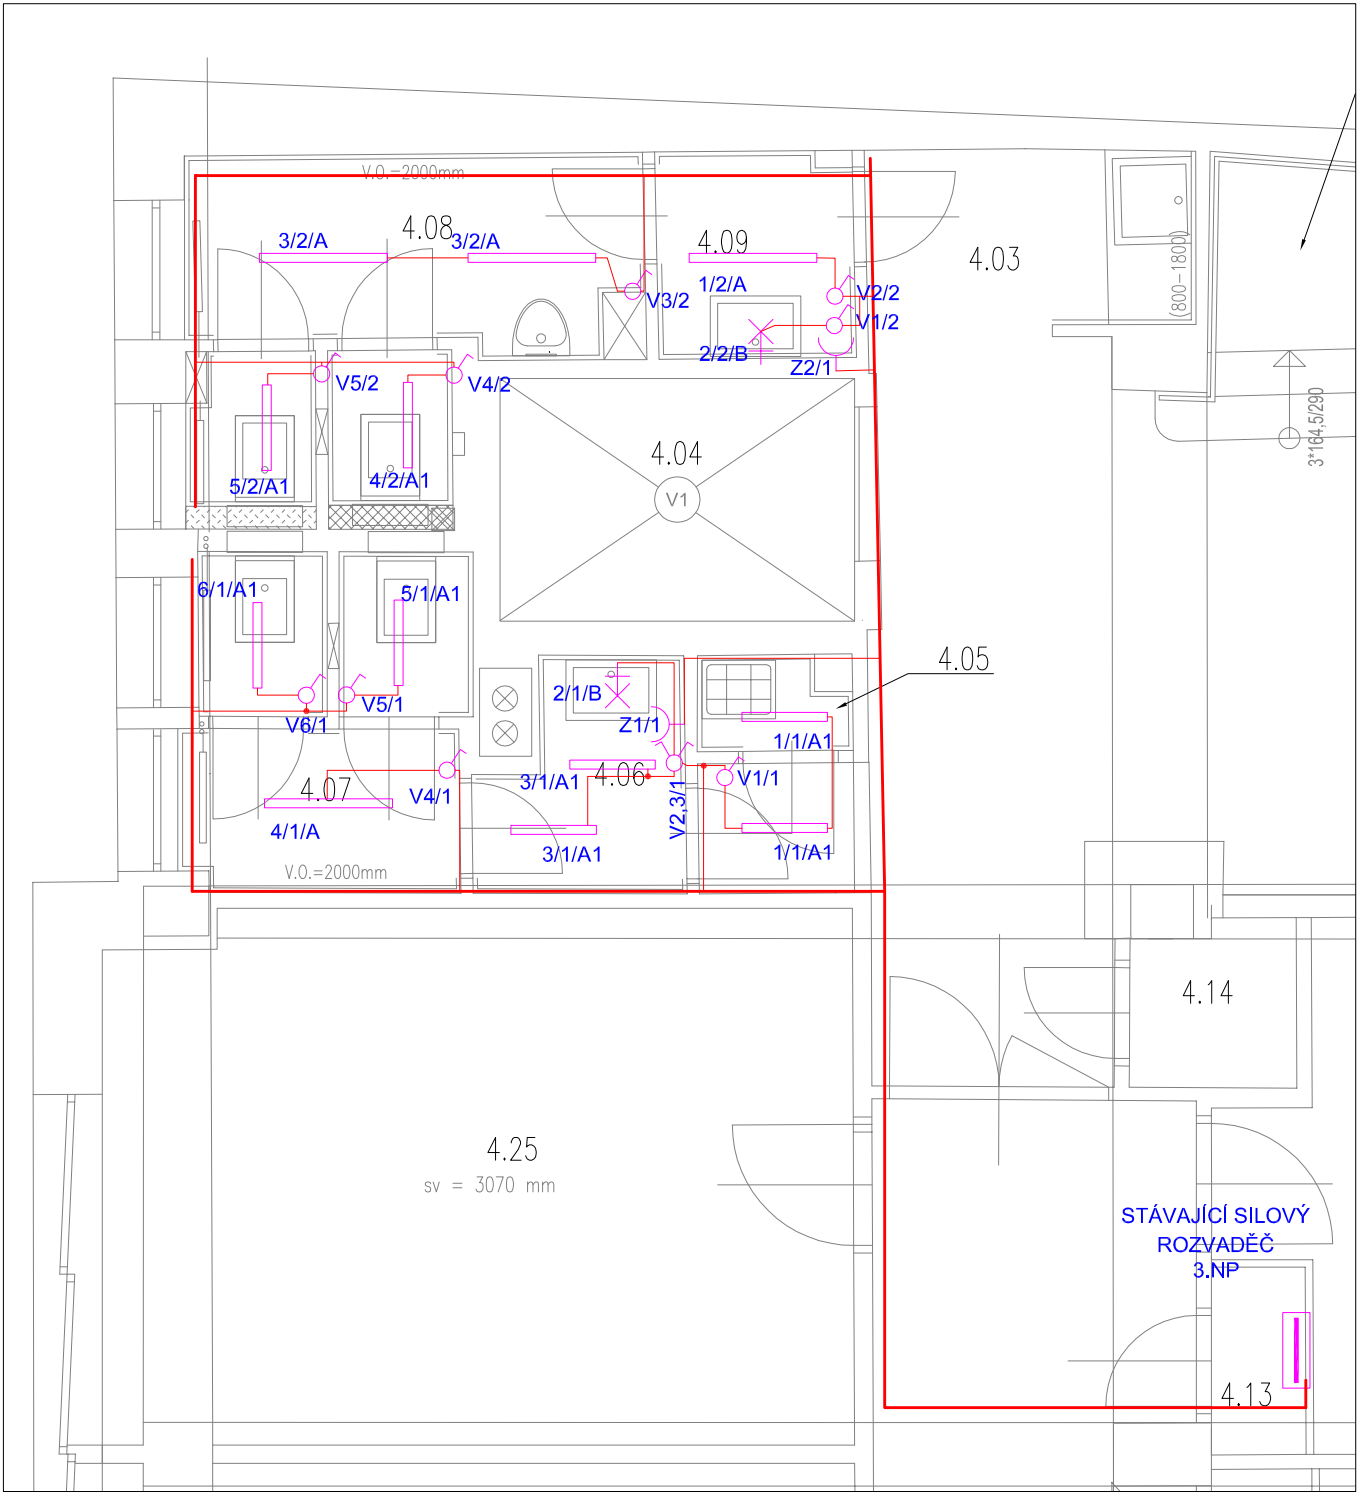 V.O.=2000mm
4.08
3/2/A
3/2/A
4.09
4.03
(800-1800)
1/2/A
V3/2
V2/2
V1/2
2/2/B
Z2/1
V5/2
V4/2
3*164,5/290
5/2/A1
4/2/A1
4.04
V1
6/1/A1
5/1/A1
4.05
2/1/B
V5/1
V6/1
Z1/1
1/1/A1
4.07
V4/1
3/1/A1
4.06
V2,3/1
V1/1
4/1/A
3/1/A1
1/1/A1
V.O.=2000mm
4.14
4.25
sv = 3070 mm
STÁVAJÍCÍ SILOVÝ
ROZVADĚČ
3.NP
4.13